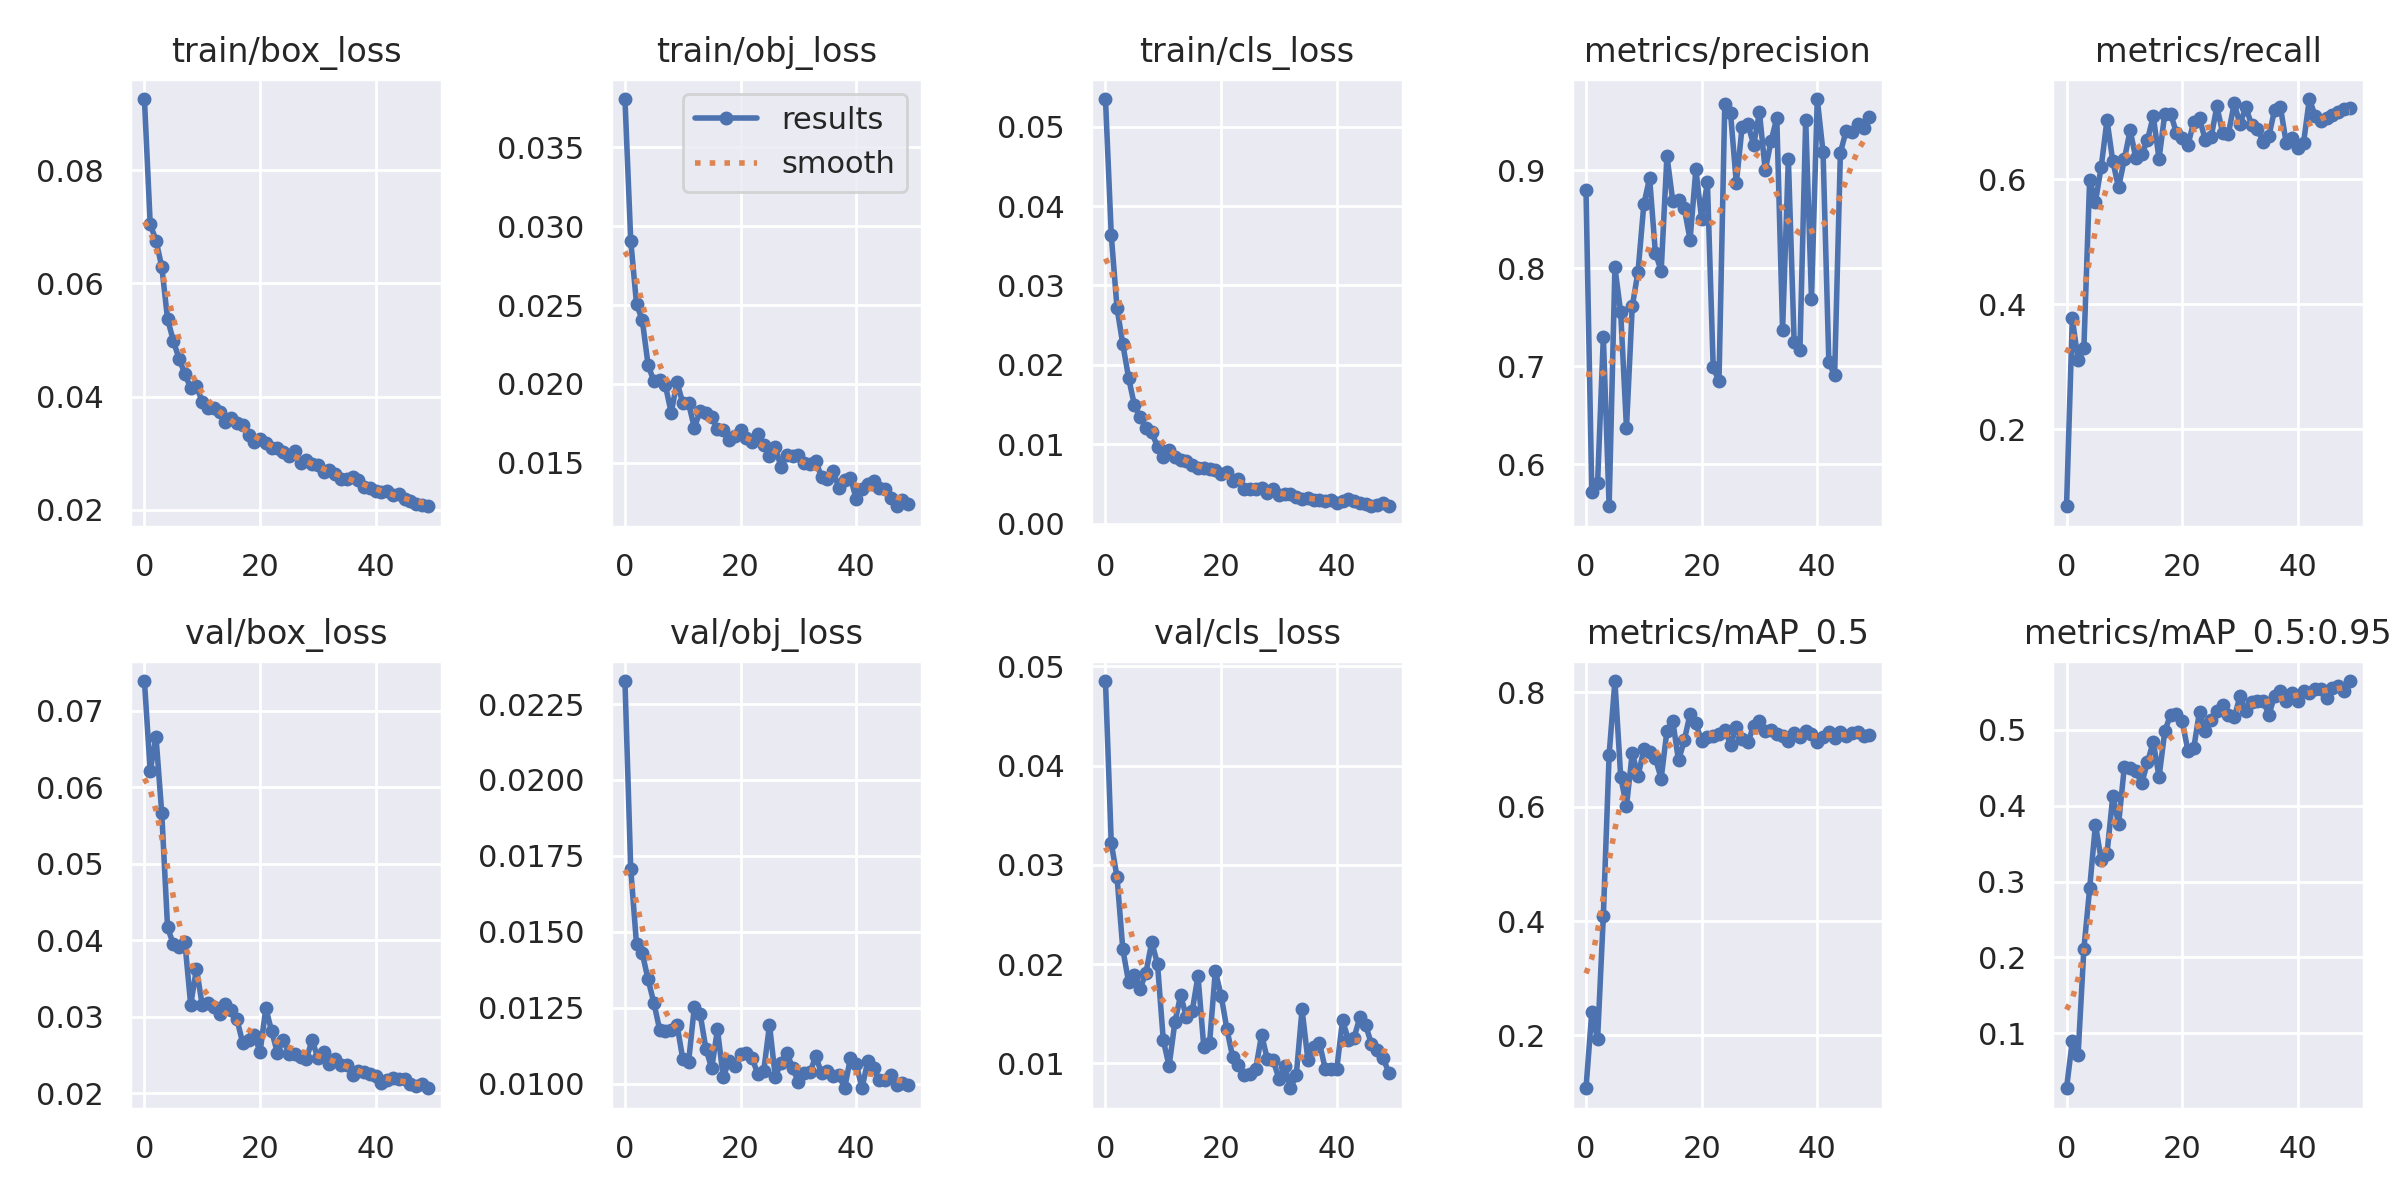 train/box_loss
train/obj_loss
train/cls_loss
metrics/precision
metrics/recall
results
smooth
0.08
0.06
0.04
0.02
0 20 40
0.035
0.030
0.025
0.020
0.015
0 20 40
0.05
0.04
0.03
0.02
0.01
0.00
0 20 40
0.9
0.8
0.7
0.6
0 20 40
0.6
0.4
0.2
0 20 40
val/box_loss
val/obj_loss
val/cls_loss
metrics/mAP_0.5
metrics/mAP_0.5:0.95
0.07
0.06
0.05
0.04
0.03
0.02
0 20 40
0.0225
0.0200
0.0175
0.0150
0.0125
0.0100
0 20 40
0.05
0.04
0.03
0.02
0.01
0 20 40
0.8
0.6
0.4
0.2
0 20 40
0.5
0.4
0.3
0.2
0.1
0 20 40